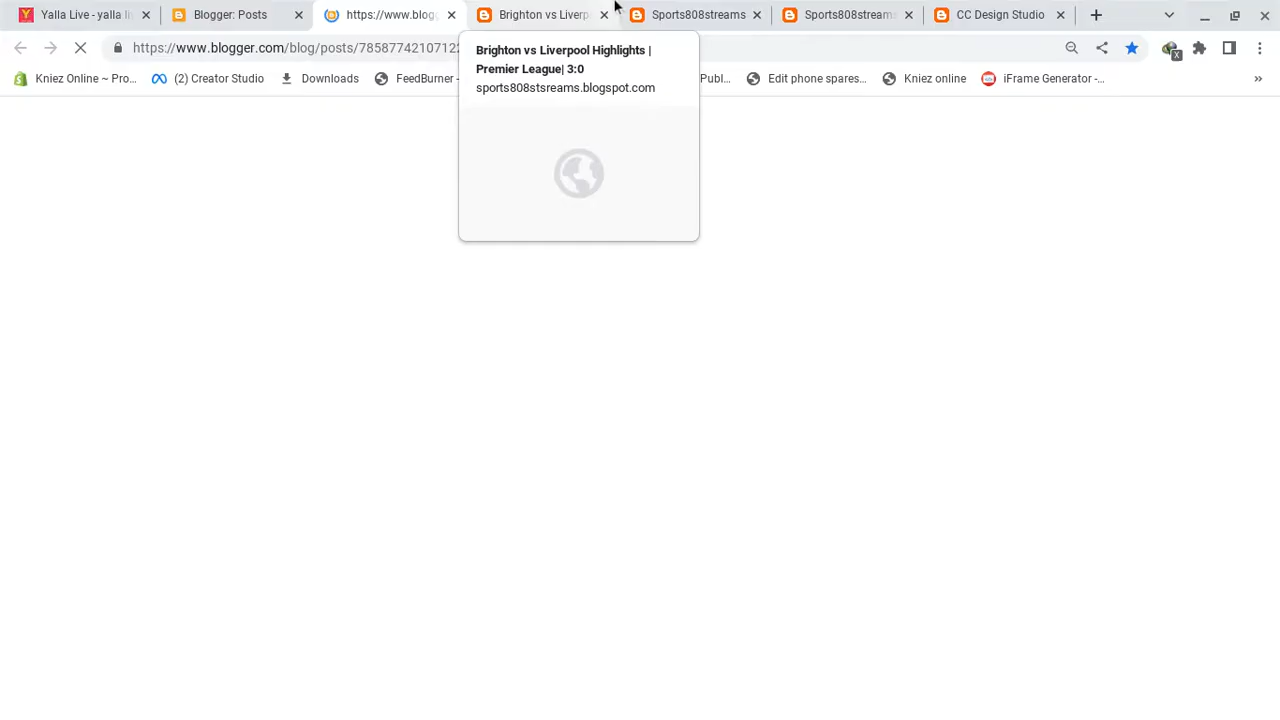 Yalla Live - yalla li
Blogger: Posts
https://www.blogg
Brighton vs Liverp
Sports808streams
Sports808streams
CC Design Studio
https://www.blogger.com/blog/posts/78587742107122
Kniez Online ~ Pro...
(2) Creator Studio
Downloads
FeedBurner -
Publ...
Edit phone spares...
Kniez online
iFrame Generator -...
»
Brighton vs Liverpool Highlights |
Premier League| 3:0
sports808stsreams.blogspot.com